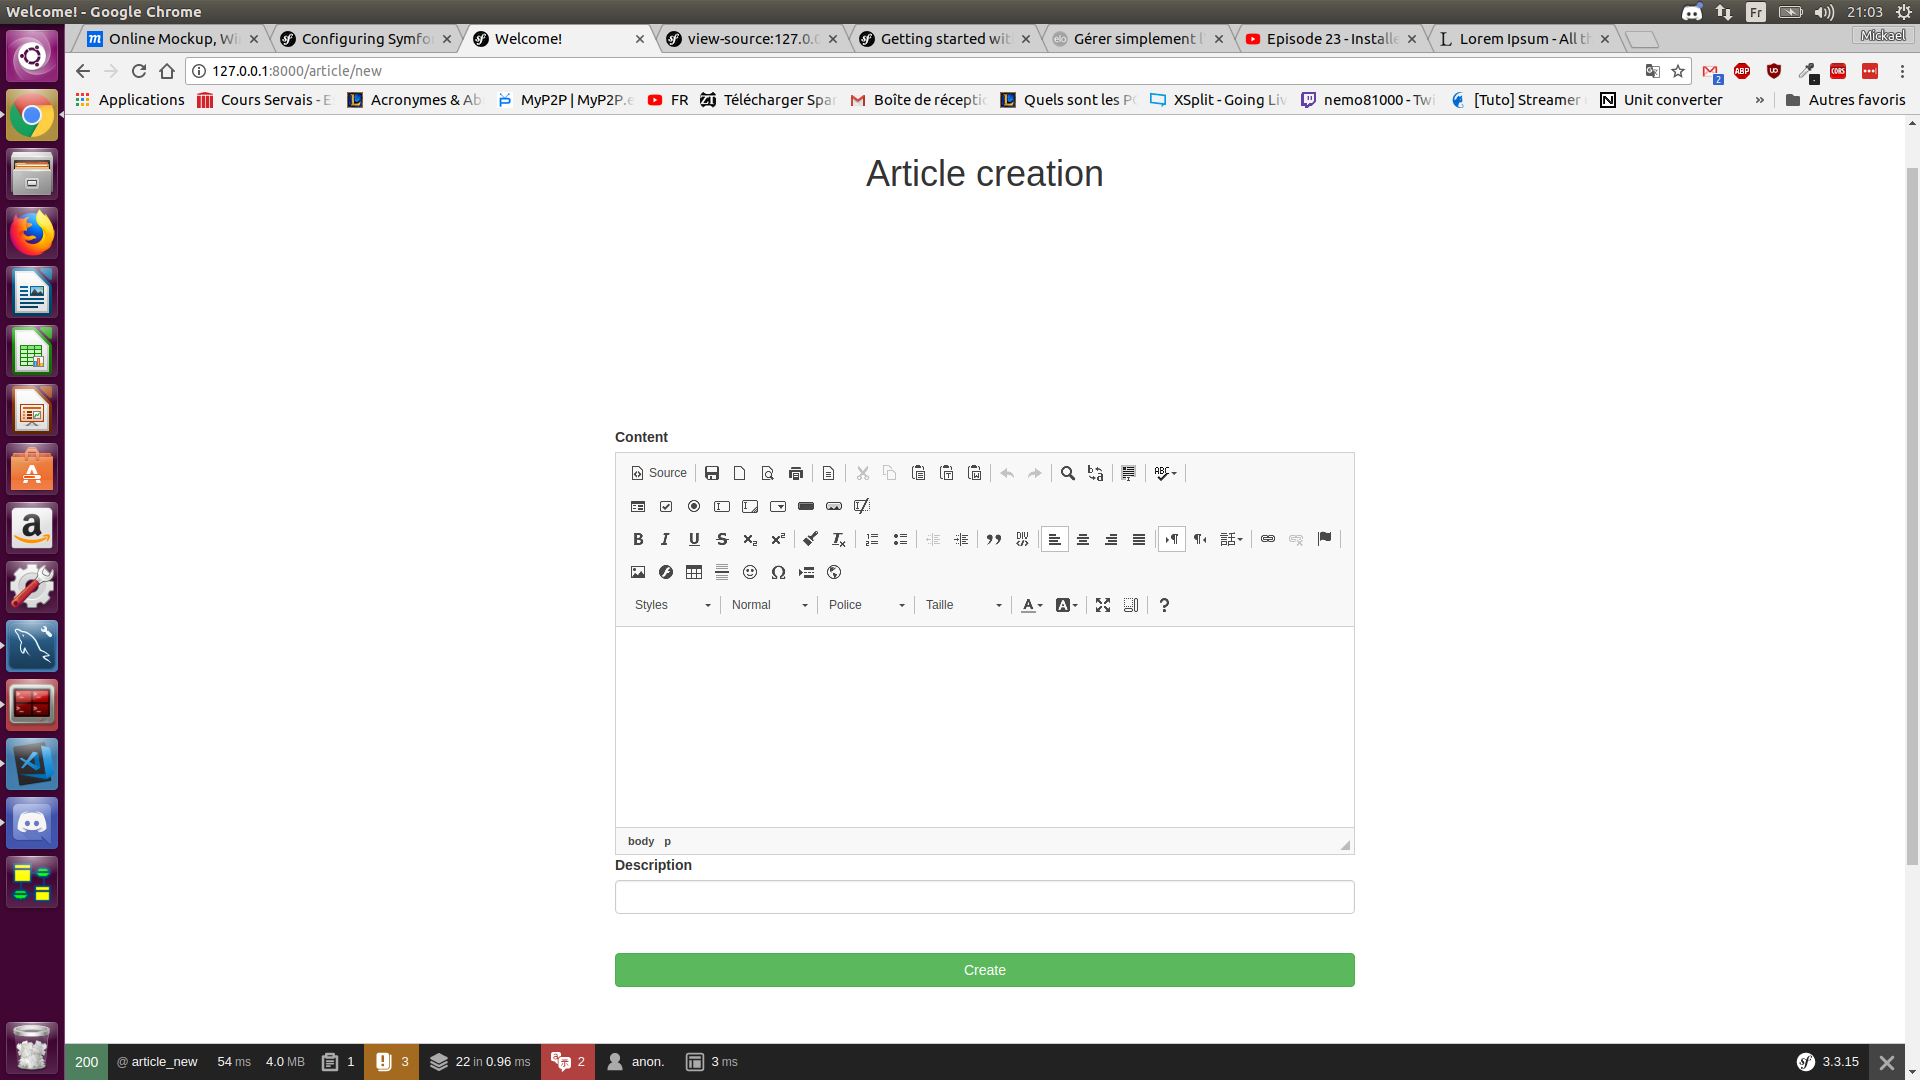 Welcome! - Google Chrome
Fr
21:03
Online Mockup, Wi
Configuring Symfo
Welcome!
view-source:127.0.0
Getting started wit
Gérer simplement l
Episode 23 - Installe
Lorem Ipsum - All t
Mickael
127.0.0.1:8000/article/new
2
ABP
CORS
Applications
Cours Servais - E
Acronymes & Ab
MyP2P | MyP2P.e
FR
Télécharger Spa
Boîte de récepti
Quels sont les P
XSplit - Going Liv
nemo81000 - Twi
[Tuto] Streamer
Unit converter
»
Autres favoris
Article creation
Content
Source
Styles
Normal
Police
Taille
body p
Description
Create
200
@ article_new
54 ms
4.0 MB
1
3
22 in 0.96 ms
2
anon.
3 ms
3.3.15